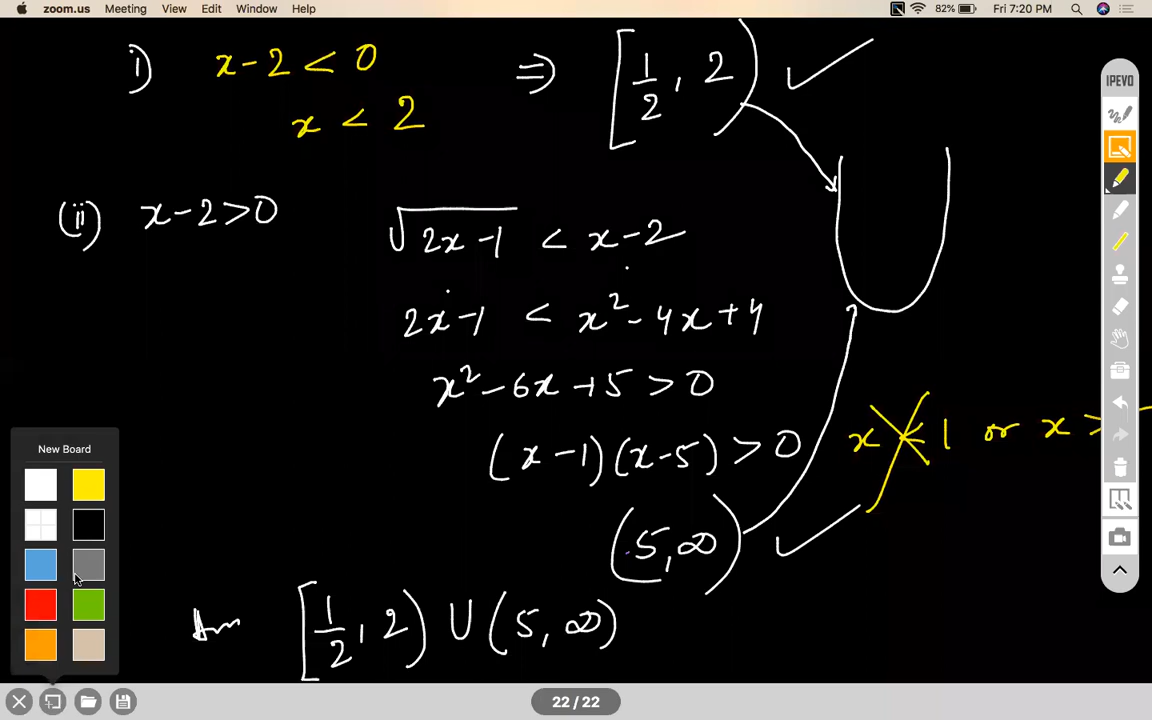 zoom.us Meeting View Edit Window Help 82% Fri 7:20 PM
i) x-2 < 0 ⇒ [1/2, 2)
x < 2
IPEVO
(ii) x-2>0 √2x-1 < x-2
2x-1 < x²-4x+4
x²-6x+5 > 0
(x-1)(x-5) > 0 x < 1 or x >
New Board
(5,∞)
Ans [1/2, 2) U (5, ∞)
22 / 22